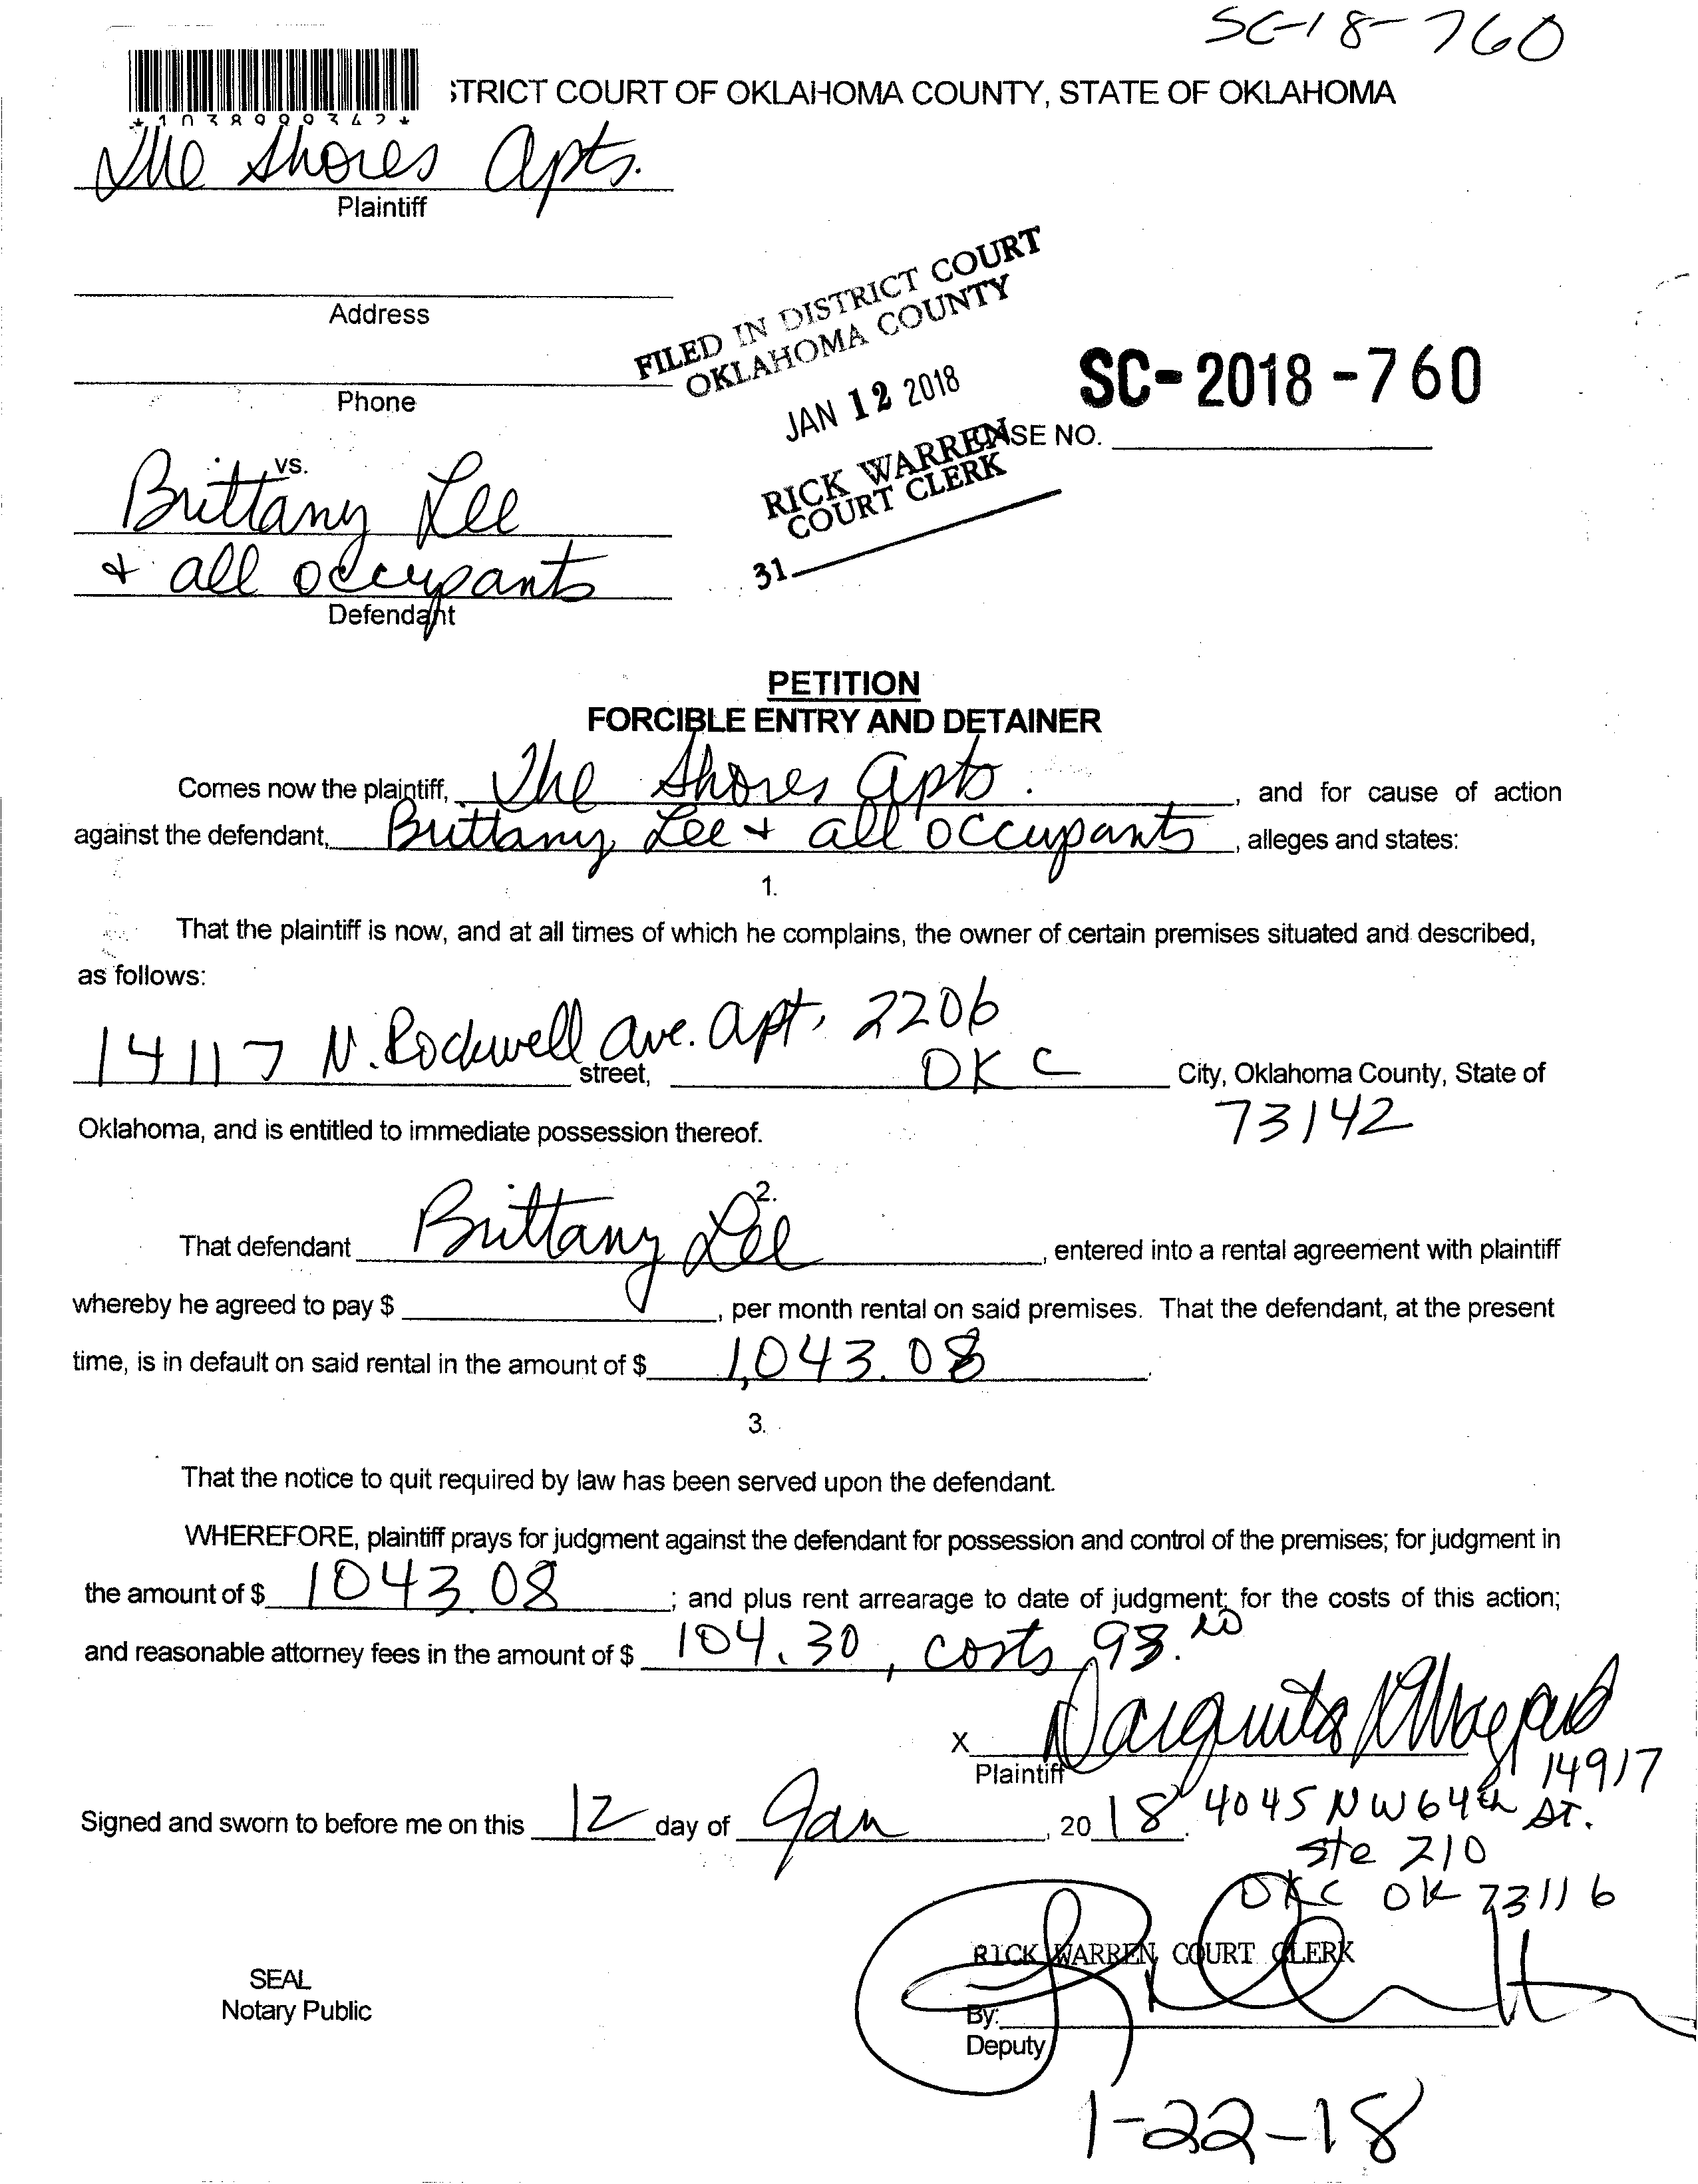 SC-18-760
STRICT COURT OF OKLAHOMA COUNTY, STATE OF OKLAHOMA
*1038999342*
The Shores Apts.
Plaintiff
Address
Phone
FILED IN DISTRICT COURT
OKLAHOMA COUNTY
JAN 12 2018
RICK WARREN
COURT CLERK
31
SC-2018-760
CASE NO.
vs.
Brittany Lee
+ all occupants
Defendant
PETITION
FORCIBLE ENTRY AND DETAINER
Comes now the plaintiff, The Shores Apts. , and for cause of action
against the defendant, Brittany Lee + all occupants , alleges and states:
1.
That the plaintiff is now, and at all times of which he complains, the owner of certain premises situated and described,
as follows:
14117 N. Rockwell Ave. Apt. 2206
street, OKC City, Oklahoma County, State of
73142
Oklahoma, and is entitled to immediate possession thereof.
2.
That defendant Brittany Lee , entered into a rental agreement with plaintiff
whereby he agreed to pay $ , per month rental on said premises. That the defendant, at the present
time, is in default on said rental in the amount of $ 1,043.08 .
3.
That the notice to quit required by law has been served upon the defendant.
WHEREFORE, plaintiff prays for judgment against the defendant for possession and control of the premises; for judgment in
the amount of $ 1043.08 ; and plus rent arrearage to date of judgment; for the costs of this action;
and reasonable attorney fees in the amount of $ 104.30, costs 93.
x
Plaintiff
14917
Signed and sworn to before me on this 12 day of Jan , 2018.
4045 NW 64th St.
Ste 210
OKC OK 73116
RICK WARREN, COURT CLERK
SEAL
Notary Public
By:
Deputy
1-22-18